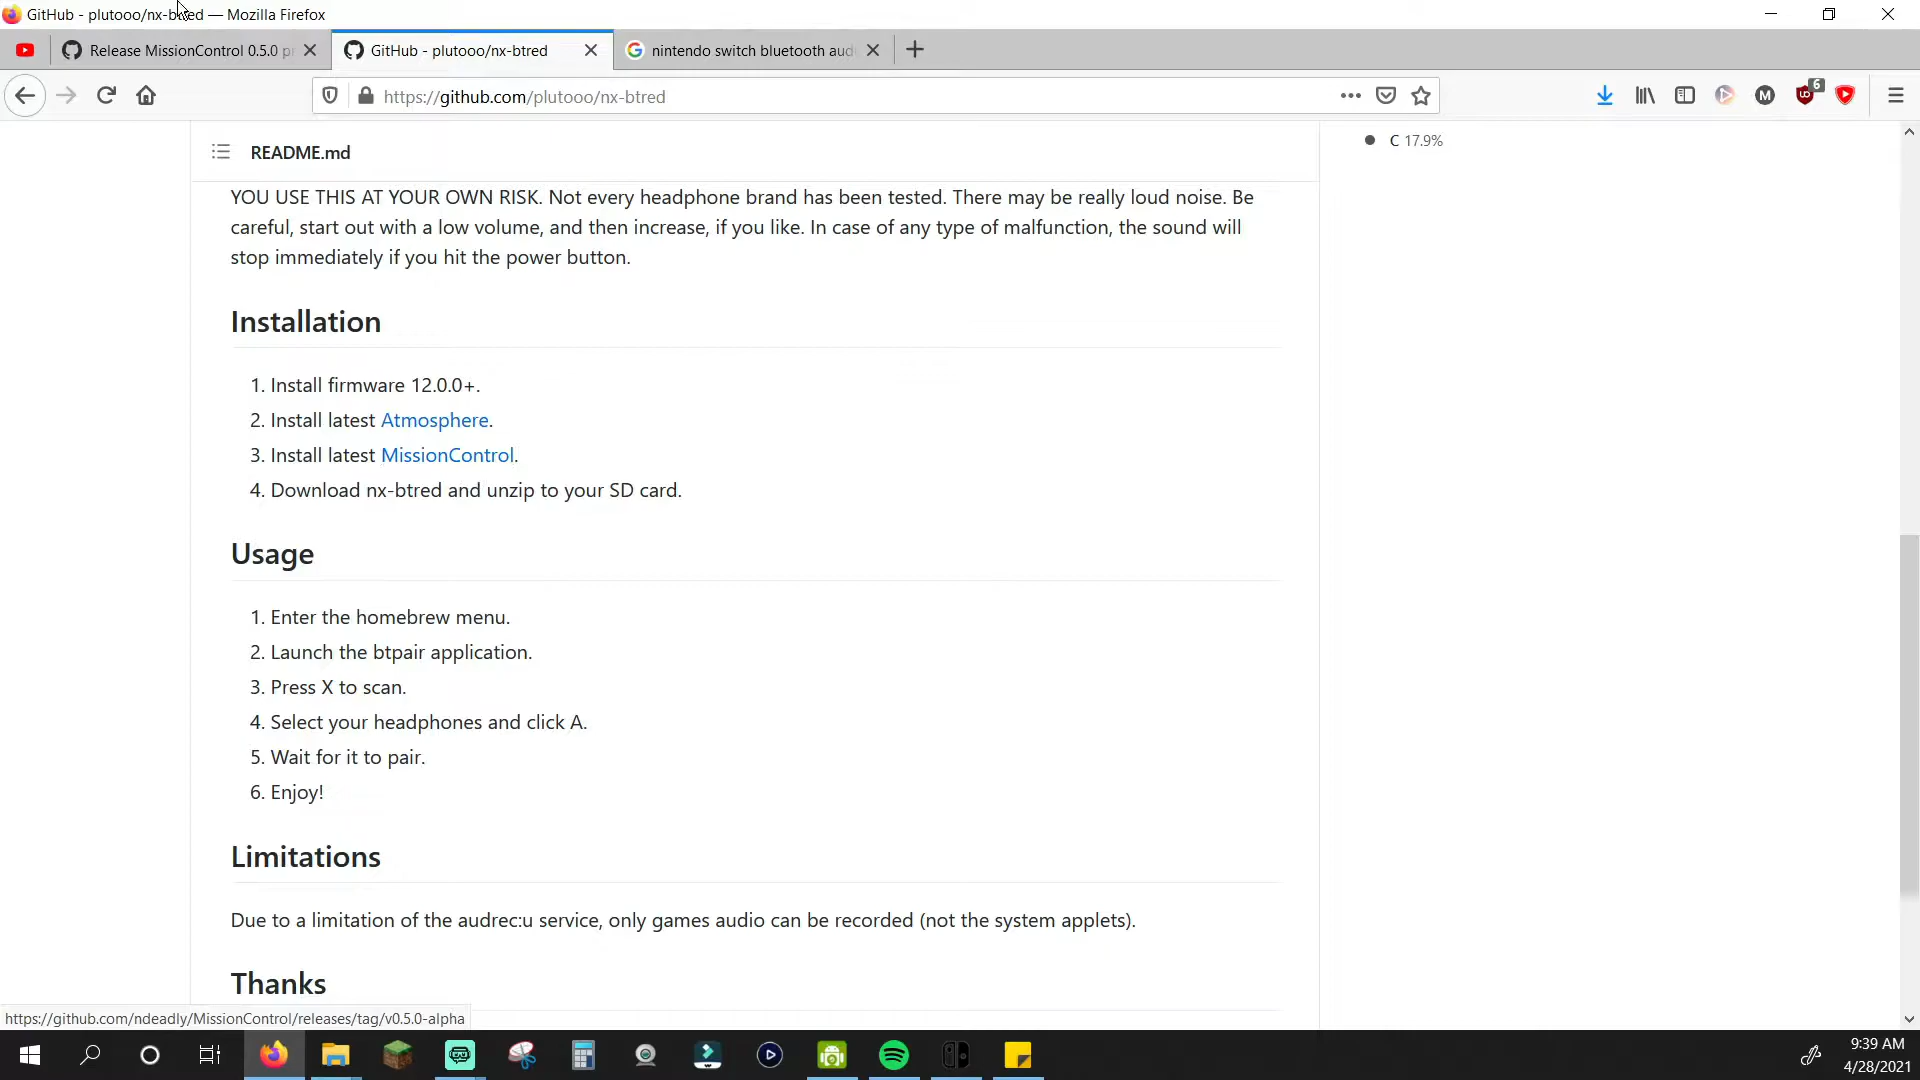 GitHub - plutooo/nx-btred — Mozilla Firefox
Release MissionControl 0.5.0 pr
GitHub - plutooo/nx-btred
nintendo switch bluetooth aud
https://github.com/plutooo/nx-btred
6
README.md
C 17.9%
YOU USE THIS AT YOUR OWN RISK. Not every headphone brand has been tested. There may be really loud noise. Be
careful, start out with a low volume, and then increase, if you like. In case of any type of malfunction, the sound will
stop immediately if you hit the power button.
Installation
1. Install firmware 12.0.0+.
2. Install latest Atmosphere.
3. Install latest MissionControl.
4. Download nx-btred and unzip to your SD card.
Usage
1. Enter the homebrew menu.
2. Launch the btpair application.
3. Press X to scan.
4. Select your headphones and click A.
5. Wait for it to pair.
6. Enjoy!
Limitations
Due to a limitation of the audrec:u service, only games audio can be recorded (not the system applets).
Thanks
https://github.com/ndeadly/MissionControl/releases/tag/v0.5.0-alpha
9:39 AM
4/28/2021